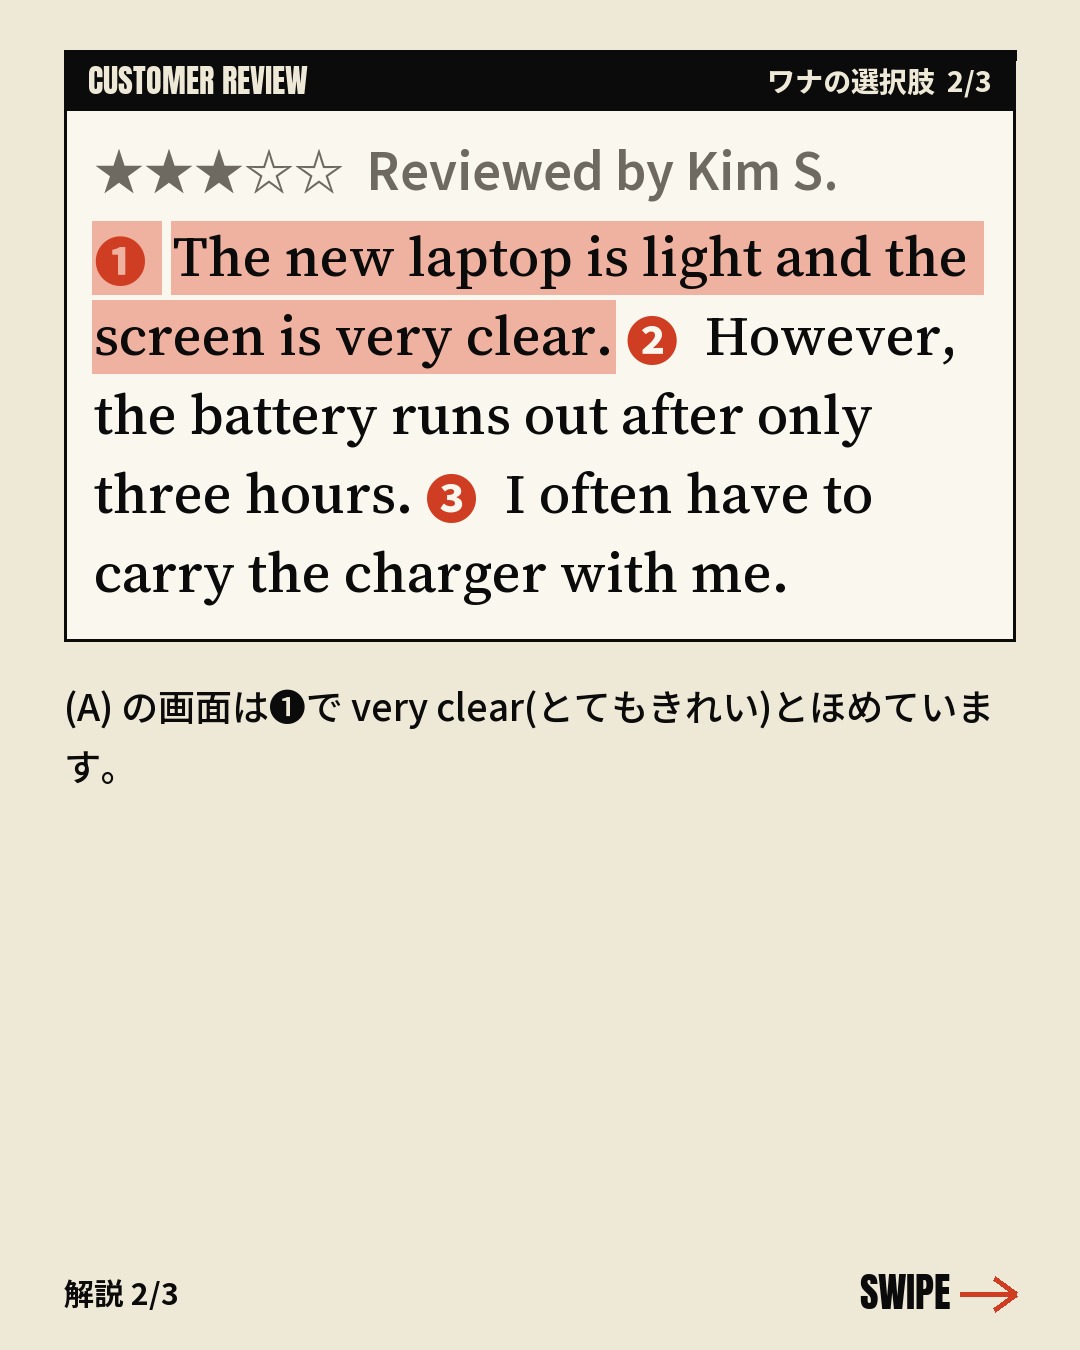 CUSTOMER REVIEW
ワナの選択肢 2/3
★★★☆☆ Reviewed by Kim S.
❶ The new laptop is light and the
screen is very clear. ❷ However,
the battery runs out after only
three hours. ❸ I often have to
carry the charger with me.
(A) の画面は❶で very clear(とてもきれい)とほめていま
す。
解説 2/3
SWIPE →